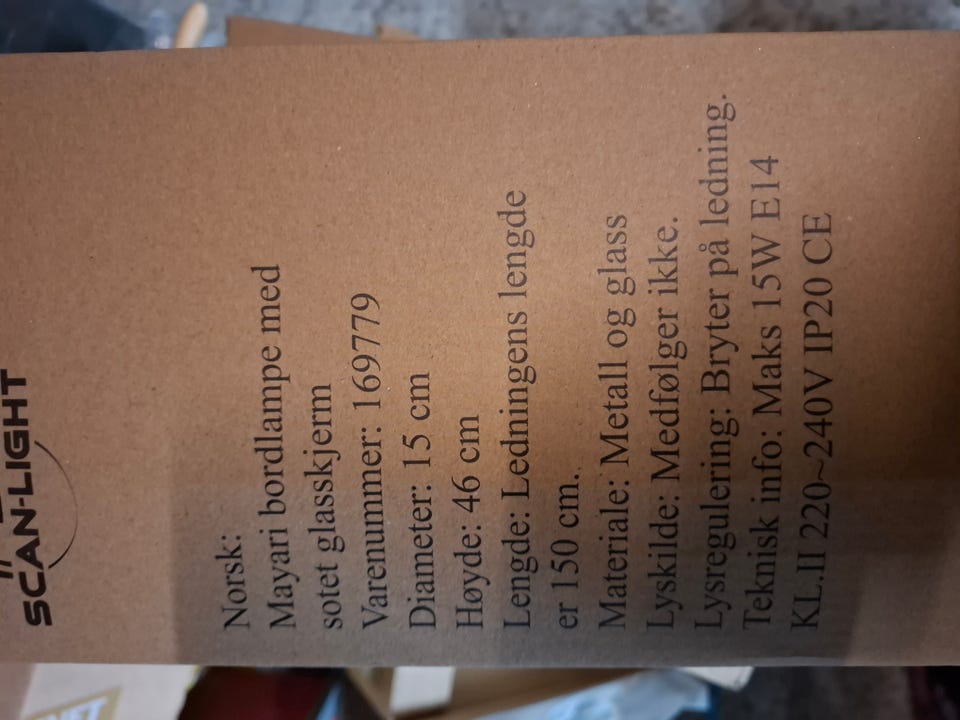 SCAN-LIGHT
Norsk:
Mayari bordlampe med
sotet glasskjerm
Varenummer: 169779
Diameter: 15 cm
Høyde: 46 cm
Lengde: Ledningens lengde
er 150 cm.
Materiale: Metall og glass
Lyskilde: Medfølger ikke.
Lysregulering: Bryter på ledning.
Teknisk info: Maks 15W E14
KL.II 220~240V IP20 CE